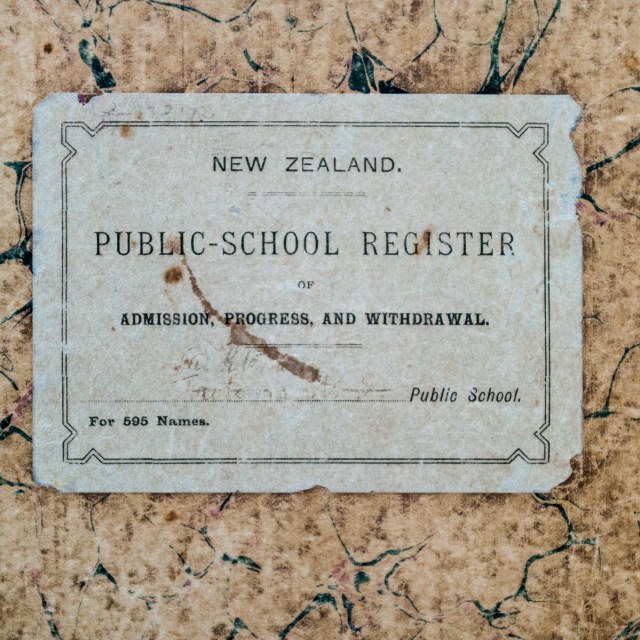 NEW ZEALAND.
PUBLIC-SCHOOL REGISTER
OF
ADMISSION, PROGRESS, AND WITHDRAWAL.
Public School.
For 595 Names.